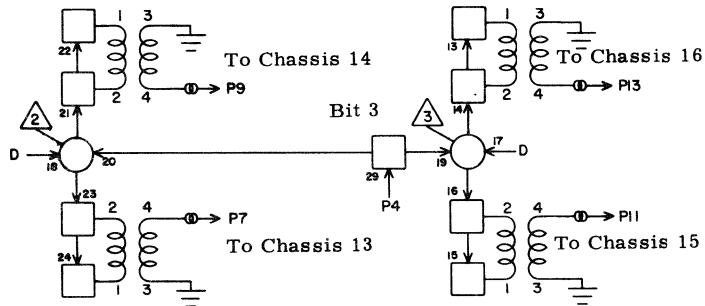 1 3
22
To Chassis 14
2 4
21
P9
2
D
18
20
Bit 3
29
P4
23
2 4
P7
24
To Chassis 13
1 3
1 3
13
To Chassis 16
2 4
14
P13
3
17
D
19
16
2 4
P11
15
To Chassis 15
1 3